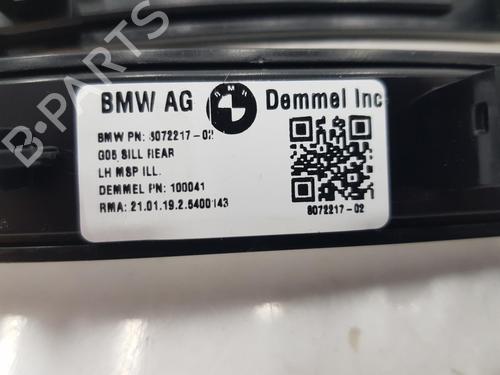 B-PARTS
BMW AG BMW Demmel Inc
BMW PN: 8072217-02
G05 SILL REAR
LH MSP ILL.
DEMMEL PN: 100041
RMA: 21.01.19.2.5400143
8072217-02